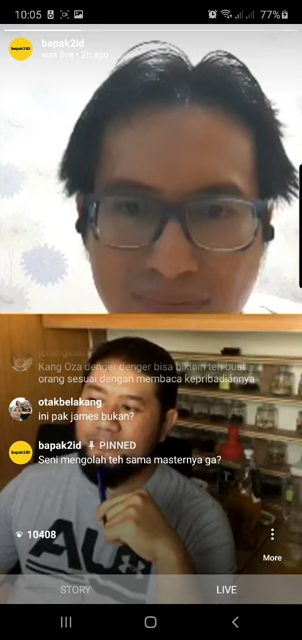 10:05
77%
bapak2id
was live • 2h ago
Kang Oza denger denger bisa bikinin teh buat
orang sesuai dengan membaca kepribadiannya
otakbelakang
ini pak james bukan?
bapak2id PINNED
Seni mengolah teh sama masternya ga?
10408
More
STORY LIVE